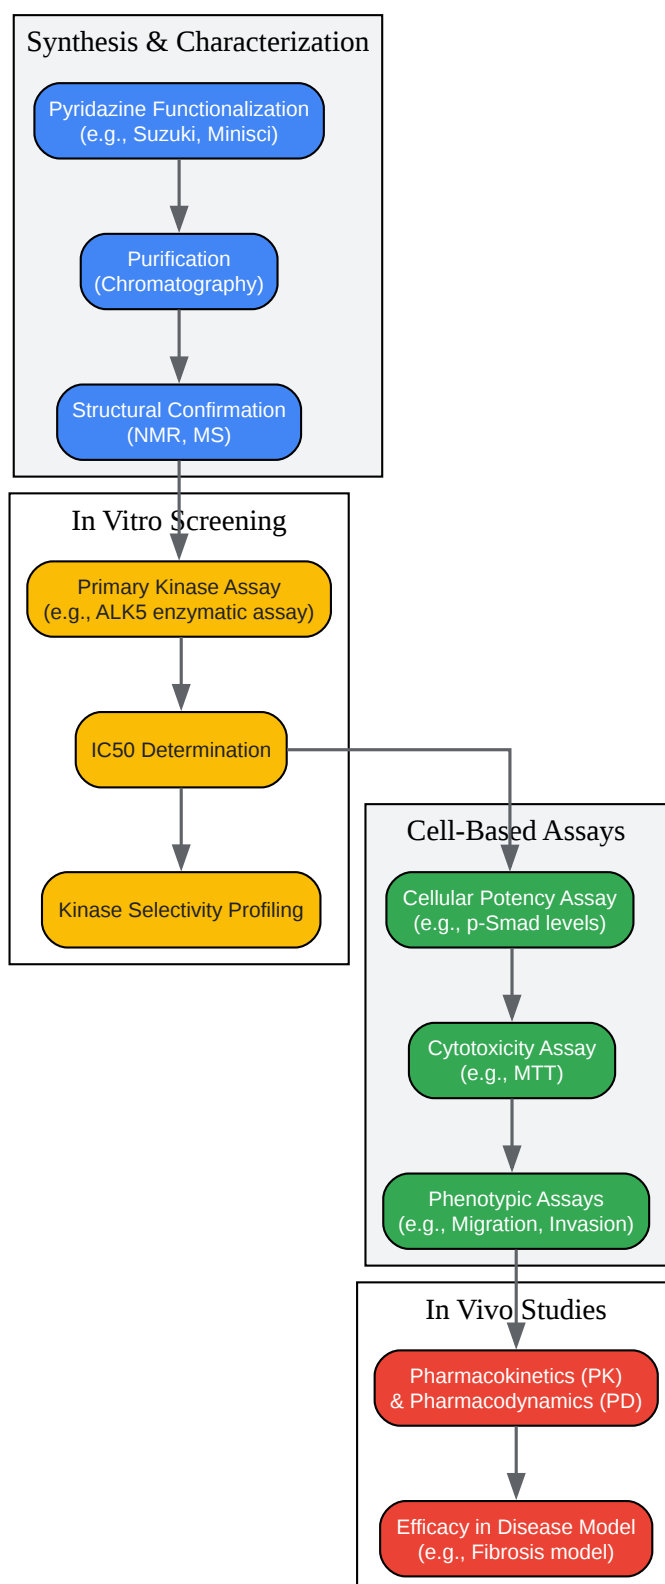 Synthesis & Characterization
Pyridazine Functionalization
(e.g., Suzuki, Minisci)
Purification
(Chromatography)
Structural Confirmation
(NMR, MS)
In Vitro Screening
Primary Kinase Assay
(e.g., ALK5 enzymatic assay)
IC50 Determination
Kinase Selectivity Profiling
Cell-Based Assays
Cellular Potency Assay
(e.g., p-Smad levels)
Cytotoxicity Assay
(e.g., MTT)
Phenotypic Assays
(e.g., Migration, Invasion)
In Vivo Studies
Pharmacokinetics (PK)
& Pharmacodynamics (PD)
Efficacy in Disease Model
(e.g., Fibrosis model)